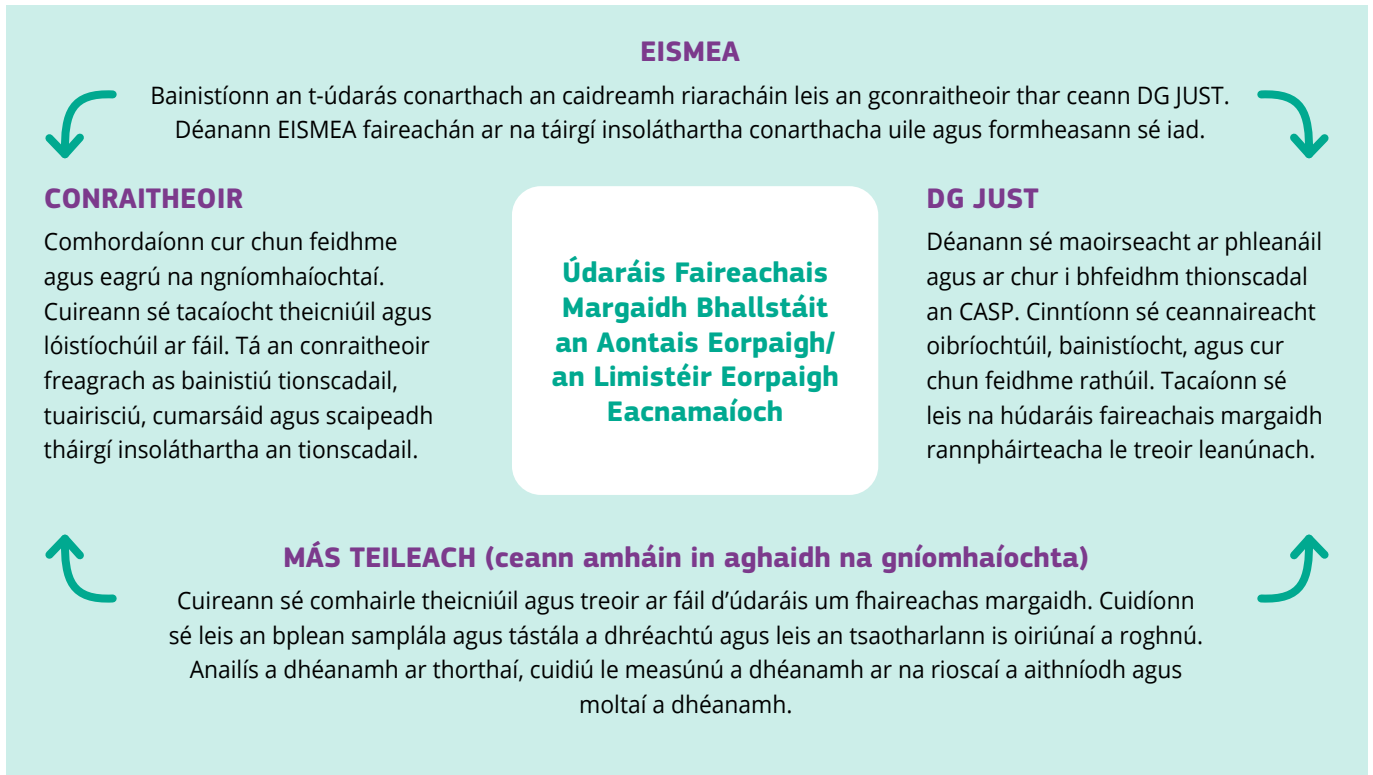 EISMEA
Bainistíonn an t-údarás conarthach an caidreamh riaracháin leis an gconraitheoir thar ceann DG JUST.
Déanann EISMEA faireachán ar na táirgí insoláthartha conarthacha uile agus formheasann sé iad.
CONRAITHEOIR
Comhordaíonn cur chun feidhme
agus eagrú na ngníomhaíochtaí.
Cuireann sé tacaíocht theicniúil agus
lóistíochúil ar fáil. Tá an conraitheoir
freagrach as bainistiú tionscadail,
tuairisciú, cumarsáid agus scaipeadh
tháirgí insoláthartha an tionscadail.
Údaráis Faireachais
Margaidh Bhallstáit
an Aontais Eorpaigh/
an Limistéir Eorpaigh
Eacnamaíoch
DG JUST
Déanann sé maoirseacht ar phleanáil
agus ar chur i bhfeidhm thionscadal
an CASP. Cinntíonn sé ceannaireacht
oibríochtúil, bainistíocht, agus cur
chun feidhme rathúil. Tacaíonn sé
leis na húdaráis faireachais margaidh
rannpháirteacha le treoir leanúnach.
MÁS TEILEACH (ceann amháin in aghaidh na gníomhaíochta)
Cuireann sé comhairle theicniúil agus treoir ar fáil d'údaráis um fhaireachas margaidh. Cuidíonn
sé leis an bplean samplála agus tástála a dhréachtú agus leis an tsaotharlann is oiriúnaí a roghnú.
Anailís a dhéanamh ar thorthaí, cuidiú le measúnú a dhéanamh ar na rioscaí a aithníodh agus
moltaí a dhéanamh.